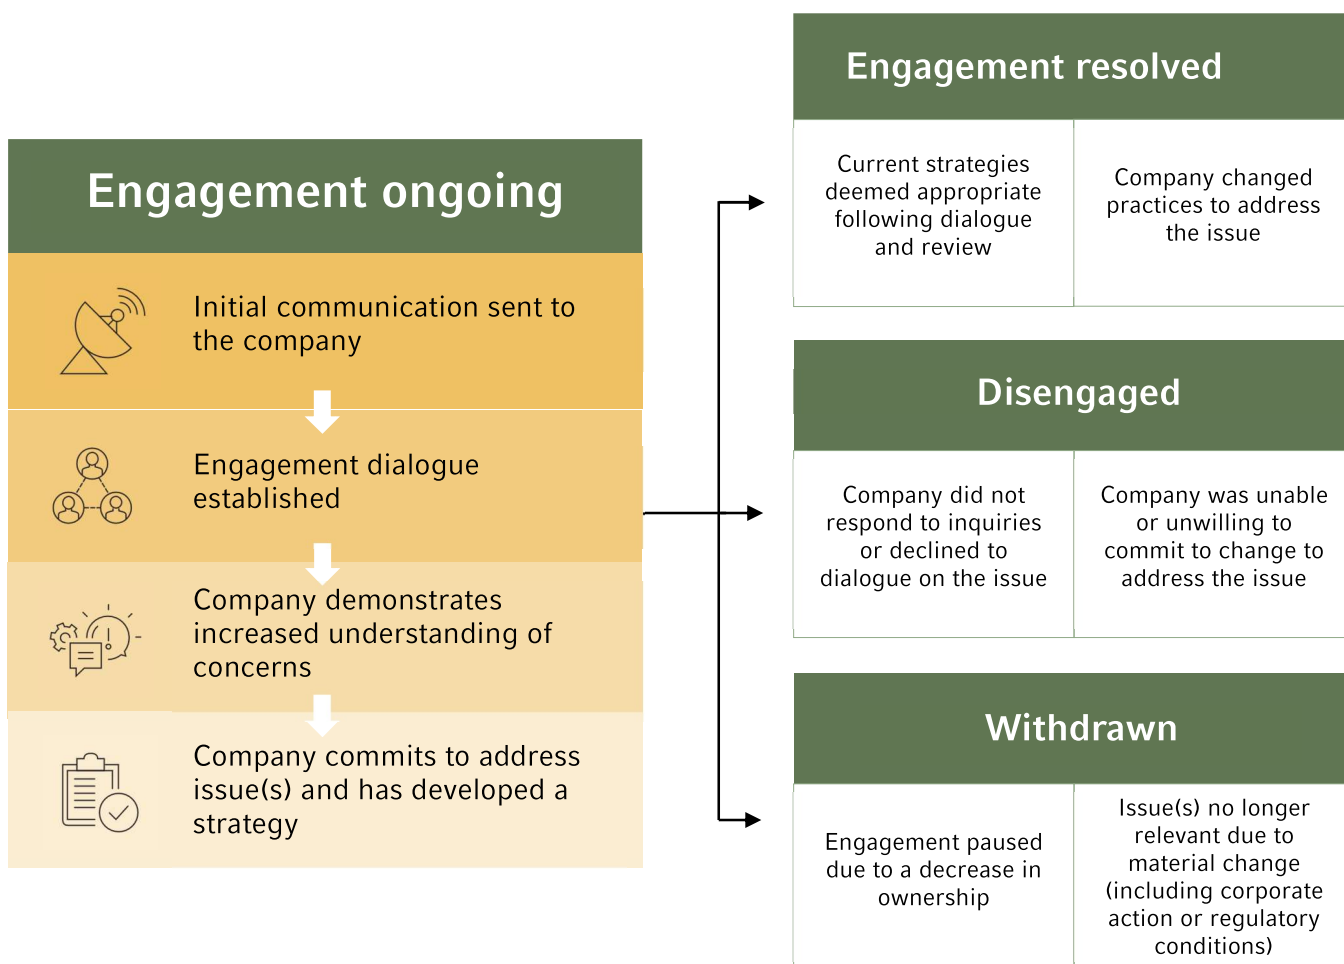 Engagement ongoing
Initial communication sent to
the company
Engagement dialogue
established
Company demonstrates
increased understanding of
concerns
Company commits to address
issue(s) and has developed a
strategy
Engagement resolved
Current strategies
deemed appropriate
following dialogue
and review
Company changed
practices to address
the issue
Disengaged
Company did not
respond to inquiries
or declined to
dialogue on the issue
Company was unable
or unwilling to
commit to change to
address the issue
Withdrawn
Engagement paused
due to a decrease in
ownership
Issue(s) no longer
relevant due to
material change
(including corporate
action or regulatory
conditions)